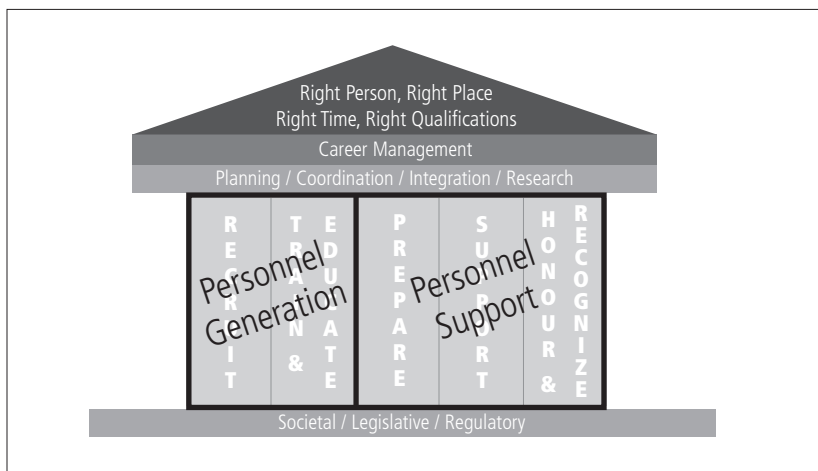 Right Person, Right Place
Right Time, Right Qualifications
Career Management
Planning / Coordination / Integration / Research
RECRUIT
TRAIN &
EDUCATE
PREPARE
SUPPORT
HONOUR &
RECOGNIZE
Personnel
Generation
Personnel
Support
Societal / Legislative / Regulatory